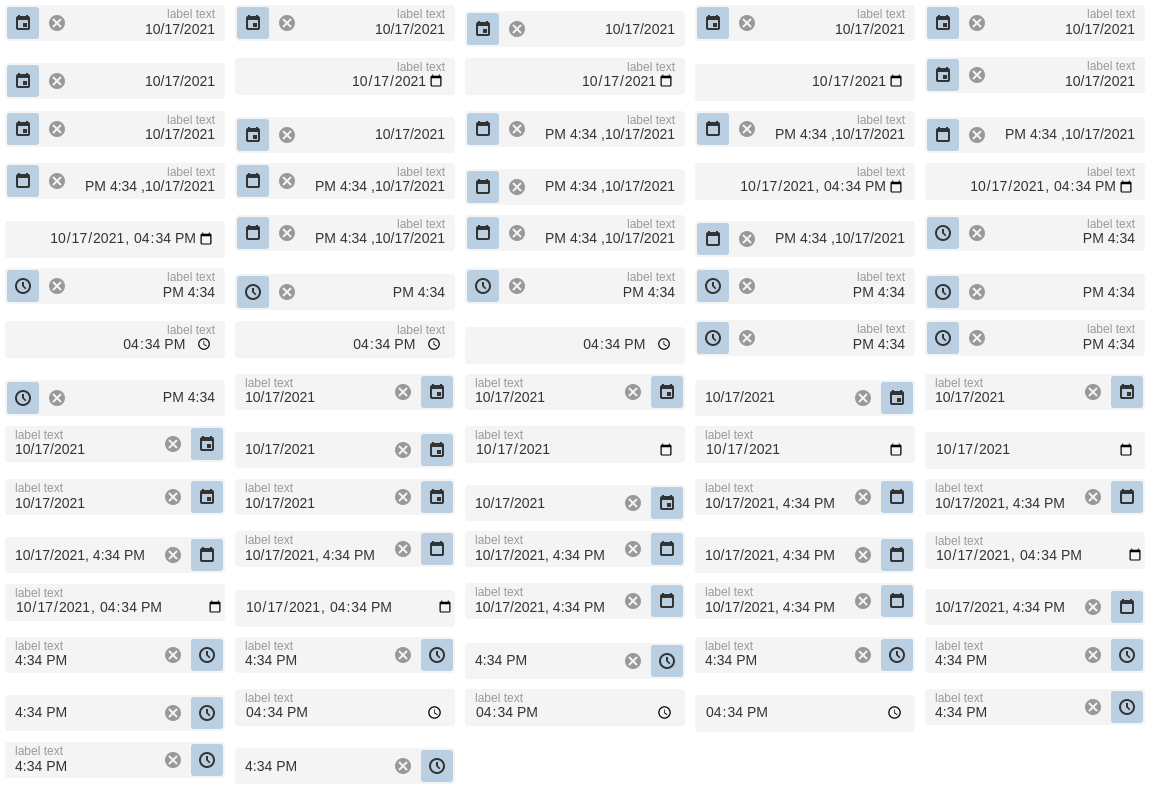 label text
10/17/2021
label text
10/17/2021
10/17/2021
label text
10/17/2021
label text
10/17/2021
10/17/2021
label text
10/17/2021
label text
10/17/2021
10/17/2021
label text
10/17/2021
label text
10/17/2021
10/17/2021
label text
PM 4:34 ,10/17/2021
label text
PM 4:34 ,10/17/2021
PM 4:34 ,10/17/2021
label text
PM 4:34 ,10/17/2021
label text
PM 4:34 ,10/17/2021
PM 4:34 ,10/17/2021
label text
10/17/2021, 04:34 PM
label text
10/17/2021, 04:34 PM
10/17/2021, 04:34 PM
label text
PM 4:34 ,10/17/2021
label text
PM 4:34 ,10/17/2021
PM 4:34 ,10/17/2021
label text
PM 4:34
label text
PM 4:34
PM 4:34
label text
PM 4:34
label text
PM 4:34
PM 4:34
label text
04:34 PM
label text
04:34 PM
04:34 PM
label text
PM 4:34
label text
PM 4:34
PM 4:34
label text
10/17/2021
label text
10/17/2021
10/17/2021
label text
10/17/2021
label text
10/17/2021
10/17/2021
label text
10/17/2021
label text
10/17/2021
10/17/2021
label text
10/17/2021
label text
10/17/2021
10/17/2021
label text
10/17/2021, 4:34 PM
label text
10/17/2021, 4:34 PM
10/17/2021, 4:34 PM
label text
10/17/2021, 4:34 PM
label text
10/17/2021, 4:34 PM
10/17/2021, 4:34 PM
label text
10/17/2021, 04:34 PM
label text
10/17/2021, 04:34 PM
10/17/2021, 04:34 PM
label text
10/17/2021, 4:34 PM
label text
10/17/2021, 4:34 PM
10/17/2021, 4:34 PM
label text
4:34 PM
label text
4:34 PM
4:34 PM
label text
4:34 PM
label text
4:34 PM
4:34 PM
label text
04:34 PM
label text
04:34 PM
04:34 PM
label text
4:34 PM
label text
4:34 PM
4:34 PM